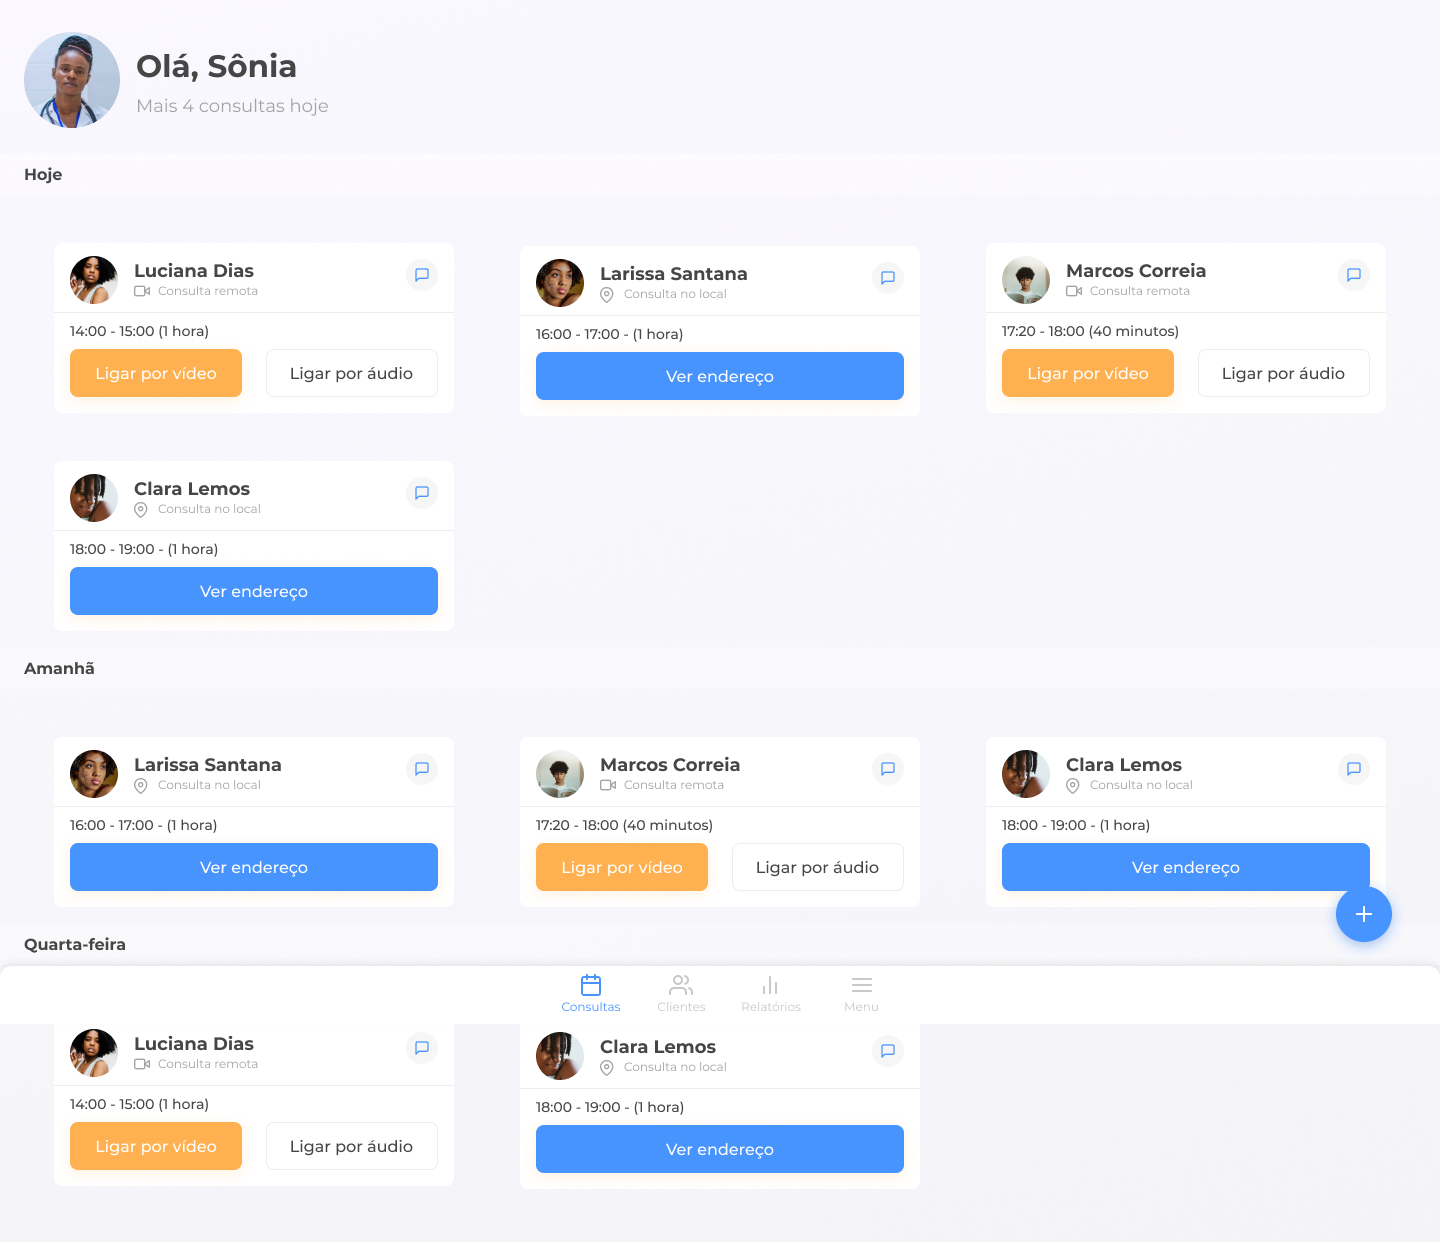 Olá, Sônia
Mais 4 consultas hoje
Hoje
Luciana Dias
Consulta remota
14:00 - 15:00 (1 hora)
Ligar por vídeo
Ligar por áudio
Larissa Santana
Consulta no local
16:00 - 17:00 - (1 hora)
Ver endereço
Marcos Correia
Consulta remota
17:20 - 18:00 (40 minutos)
Ligar por vídeo
Ligar por áudio
Clara Lemos
Consulta no local
18:00 - 19:00 - (1 hora)
Ver endereço
Amanhã
Larissa Santana
Consulta no local
16:00 - 17:00 - (1 hora)
Ver endereço
Marcos Correia
Consulta remota
17:20 - 18:00 (40 minutos)
Ligar por vídeo
Ligar por áudio
Clara Lemos
Consulta no local
18:00 - 19:00 - (1 hora)
Ver endereço
Quarta-feira
Consultas
Clientes
Relatórios
Menu
Luciana Dias
Consulta remota
14:00 - 15:00 (1 hora)
Ligar por vídeo
Ligar por áudio
Clara Lemos
Consulta no local
18:00 - 19:00 - (1 hora)
Ver endereço